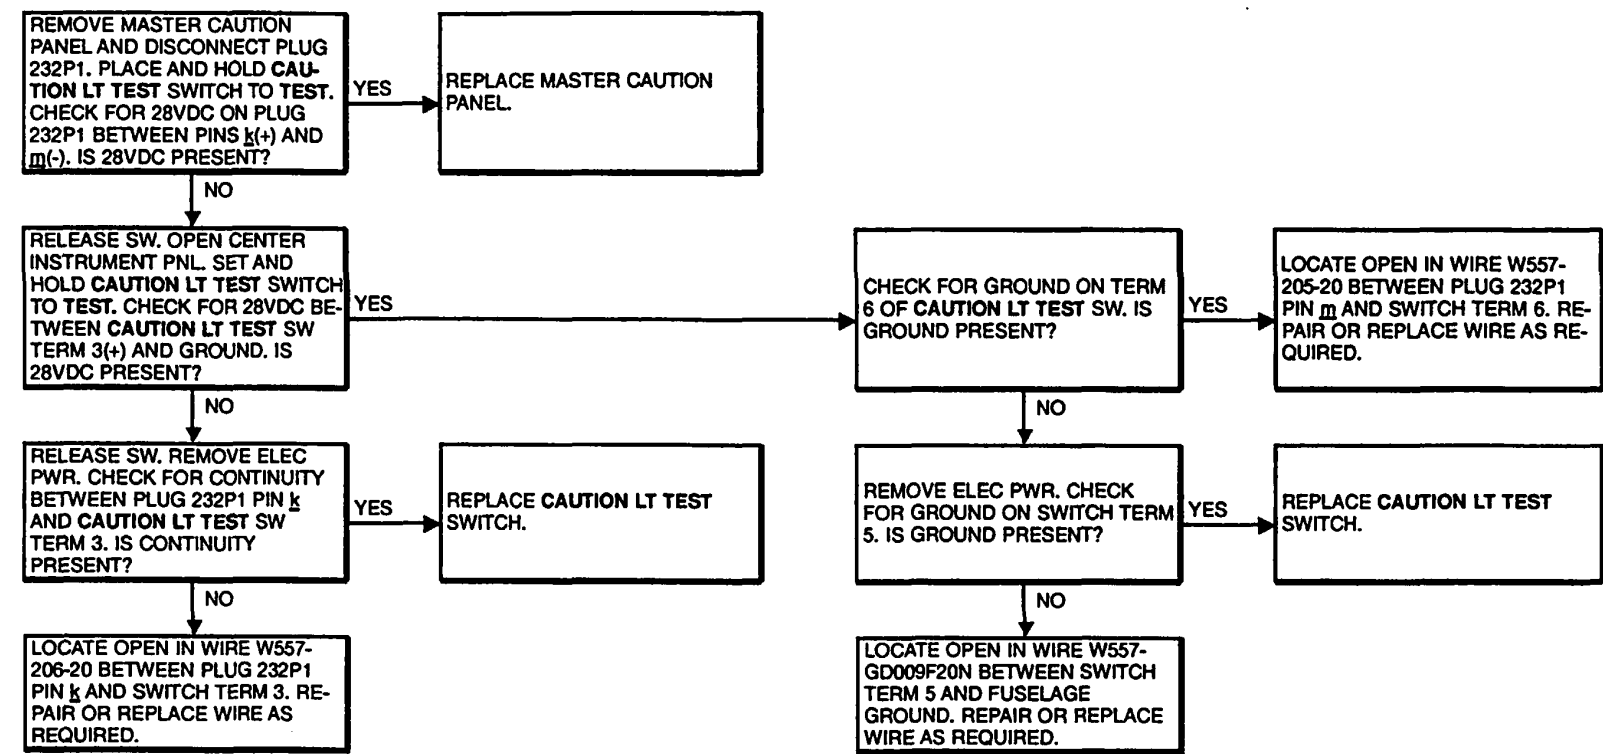 REMOVE MASTER CAUTION
PANEL AND DISCONNECT PLUG
232P1. PLACE AND HOLD CAU-
TION LT TEST SWITCH TO TEST.
CHECK FOR 28VDC ON PLUG
232P1 BETWEEN PINS k(+) AND
m(-). IS 28VDC PRESENT?
YES
REPLACE MASTER CAUTION
PANEL.
NO
RELEASE SW. OPEN CENTER
INSTRUMENT PNL. SET AND
HOLD CAUTION LT TEST SWITCH
TO TEST. CHECK FOR 28VDC BE-
TWEEN CAUTION LT TEST SW
TERM 3(+) AND GROUND. IS
28VDC PRESENT?
YES
CHECK FOR GROUND ON TERM
6 OF CAUTION LT TEST SW. IS
GROUND PRESENT?
YES
LOCATE OPEN IN WIRE W557-
205-20 BETWEEN PLUG 232P1
PIN m AND SWITCH TERM 6. RE-
PAIR OR REPLACE WIRE AS RE-
QUIRED.
NO
NO
RELEASE SW. REMOVE ELEC
PWR. CHECK FOR CONTINUITY
BETWEEN PLUG 232P1 PIN k
AND CAUTION LT TEST SW
TERM 3. IS CONTINUITY
PRESENT?
YES
REPLACE CAUTION LT TEST
SWITCH.
REMOVE ELEC PWR. CHECK
FOR GROUND ON SWITCH TERM
5. IS GROUND PRESENT?
YES
REPLACE CAUTION LT TEST
SWITCH.
NO
NO
LOCATE OPEN IN WIRE W557-
206-20 BETWEEN PLUG 232P1
PIN k AND SWITCH TERM 3. RE-
PAIR OR REPLACE WIRE AS
REQUIRED.
LOCATE OPEN IN WIRE W557-
GD009F20N BETWEEN SWITCH
TERM 5 AND FUSELAGE
GROUND. REPAIR OR REPLACE
WIRE AS REQUIRED.